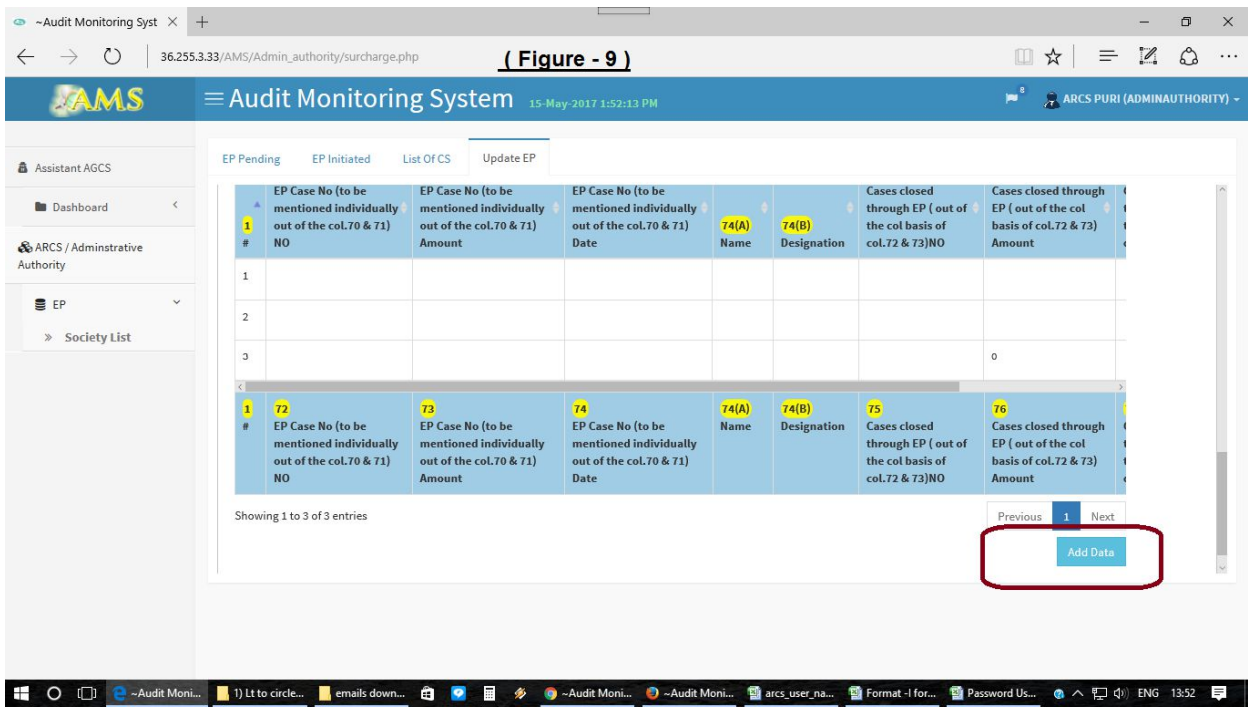 ~Audit Monitoring Syst
36.255.3.33/AMS/Admin_authority/surcharge.php
( Figure - 9 )
AMS
Audit Monitoring System 15-May-2017 1:52:13 PM
8
ARCS PURI (ADMINAUTHORITY)
Assistant AGCS
Dashboard
ARCS / Adminstrative
Authority
EP
Society List
EP Pending EP Initiated List Of CS Update EP
1
#
EP Case No (to be
mentioned individually
out of the col.70 & 71)
NO
EP Case No (to be
mentioned individually
out of the col.70 & 71)
Amount
EP Case No (to be
mentioned individually
out of the col.70 & 71)
Date
74(A)
Name
74(B)
Designation
Cases closed
through EP ( out of
the col basis of
col.72 & 73)NO
Cases closed through
EP ( out of the col
basis of col.72 & 73)
Amount
1
2
3 0
1
#
72
EP Case No (to be
mentioned individually
out of the col.70 & 71)
NO
73
EP Case No (to be
mentioned individually
out of the col.70 & 71)
Amount
74
EP Case No (to be
mentioned individually
out of the col.70 & 71)
Date
74(A)
Name
74(B)
Designation
75
Cases closed
through EP ( out of
the col basis of
col.72 & 73)NO
76
Cases closed through
EP ( out of the col
basis of col.72 & 73)
Amount
Showing 1 to 3 of 3 entries
Previous 1 Next
Add Data
~Audit Moni... 1) Lt to circle... emails down... ~Audit Moni... ~Audit Moni... arcs_user_na... Format -I for... Password Us... ENG 13:52